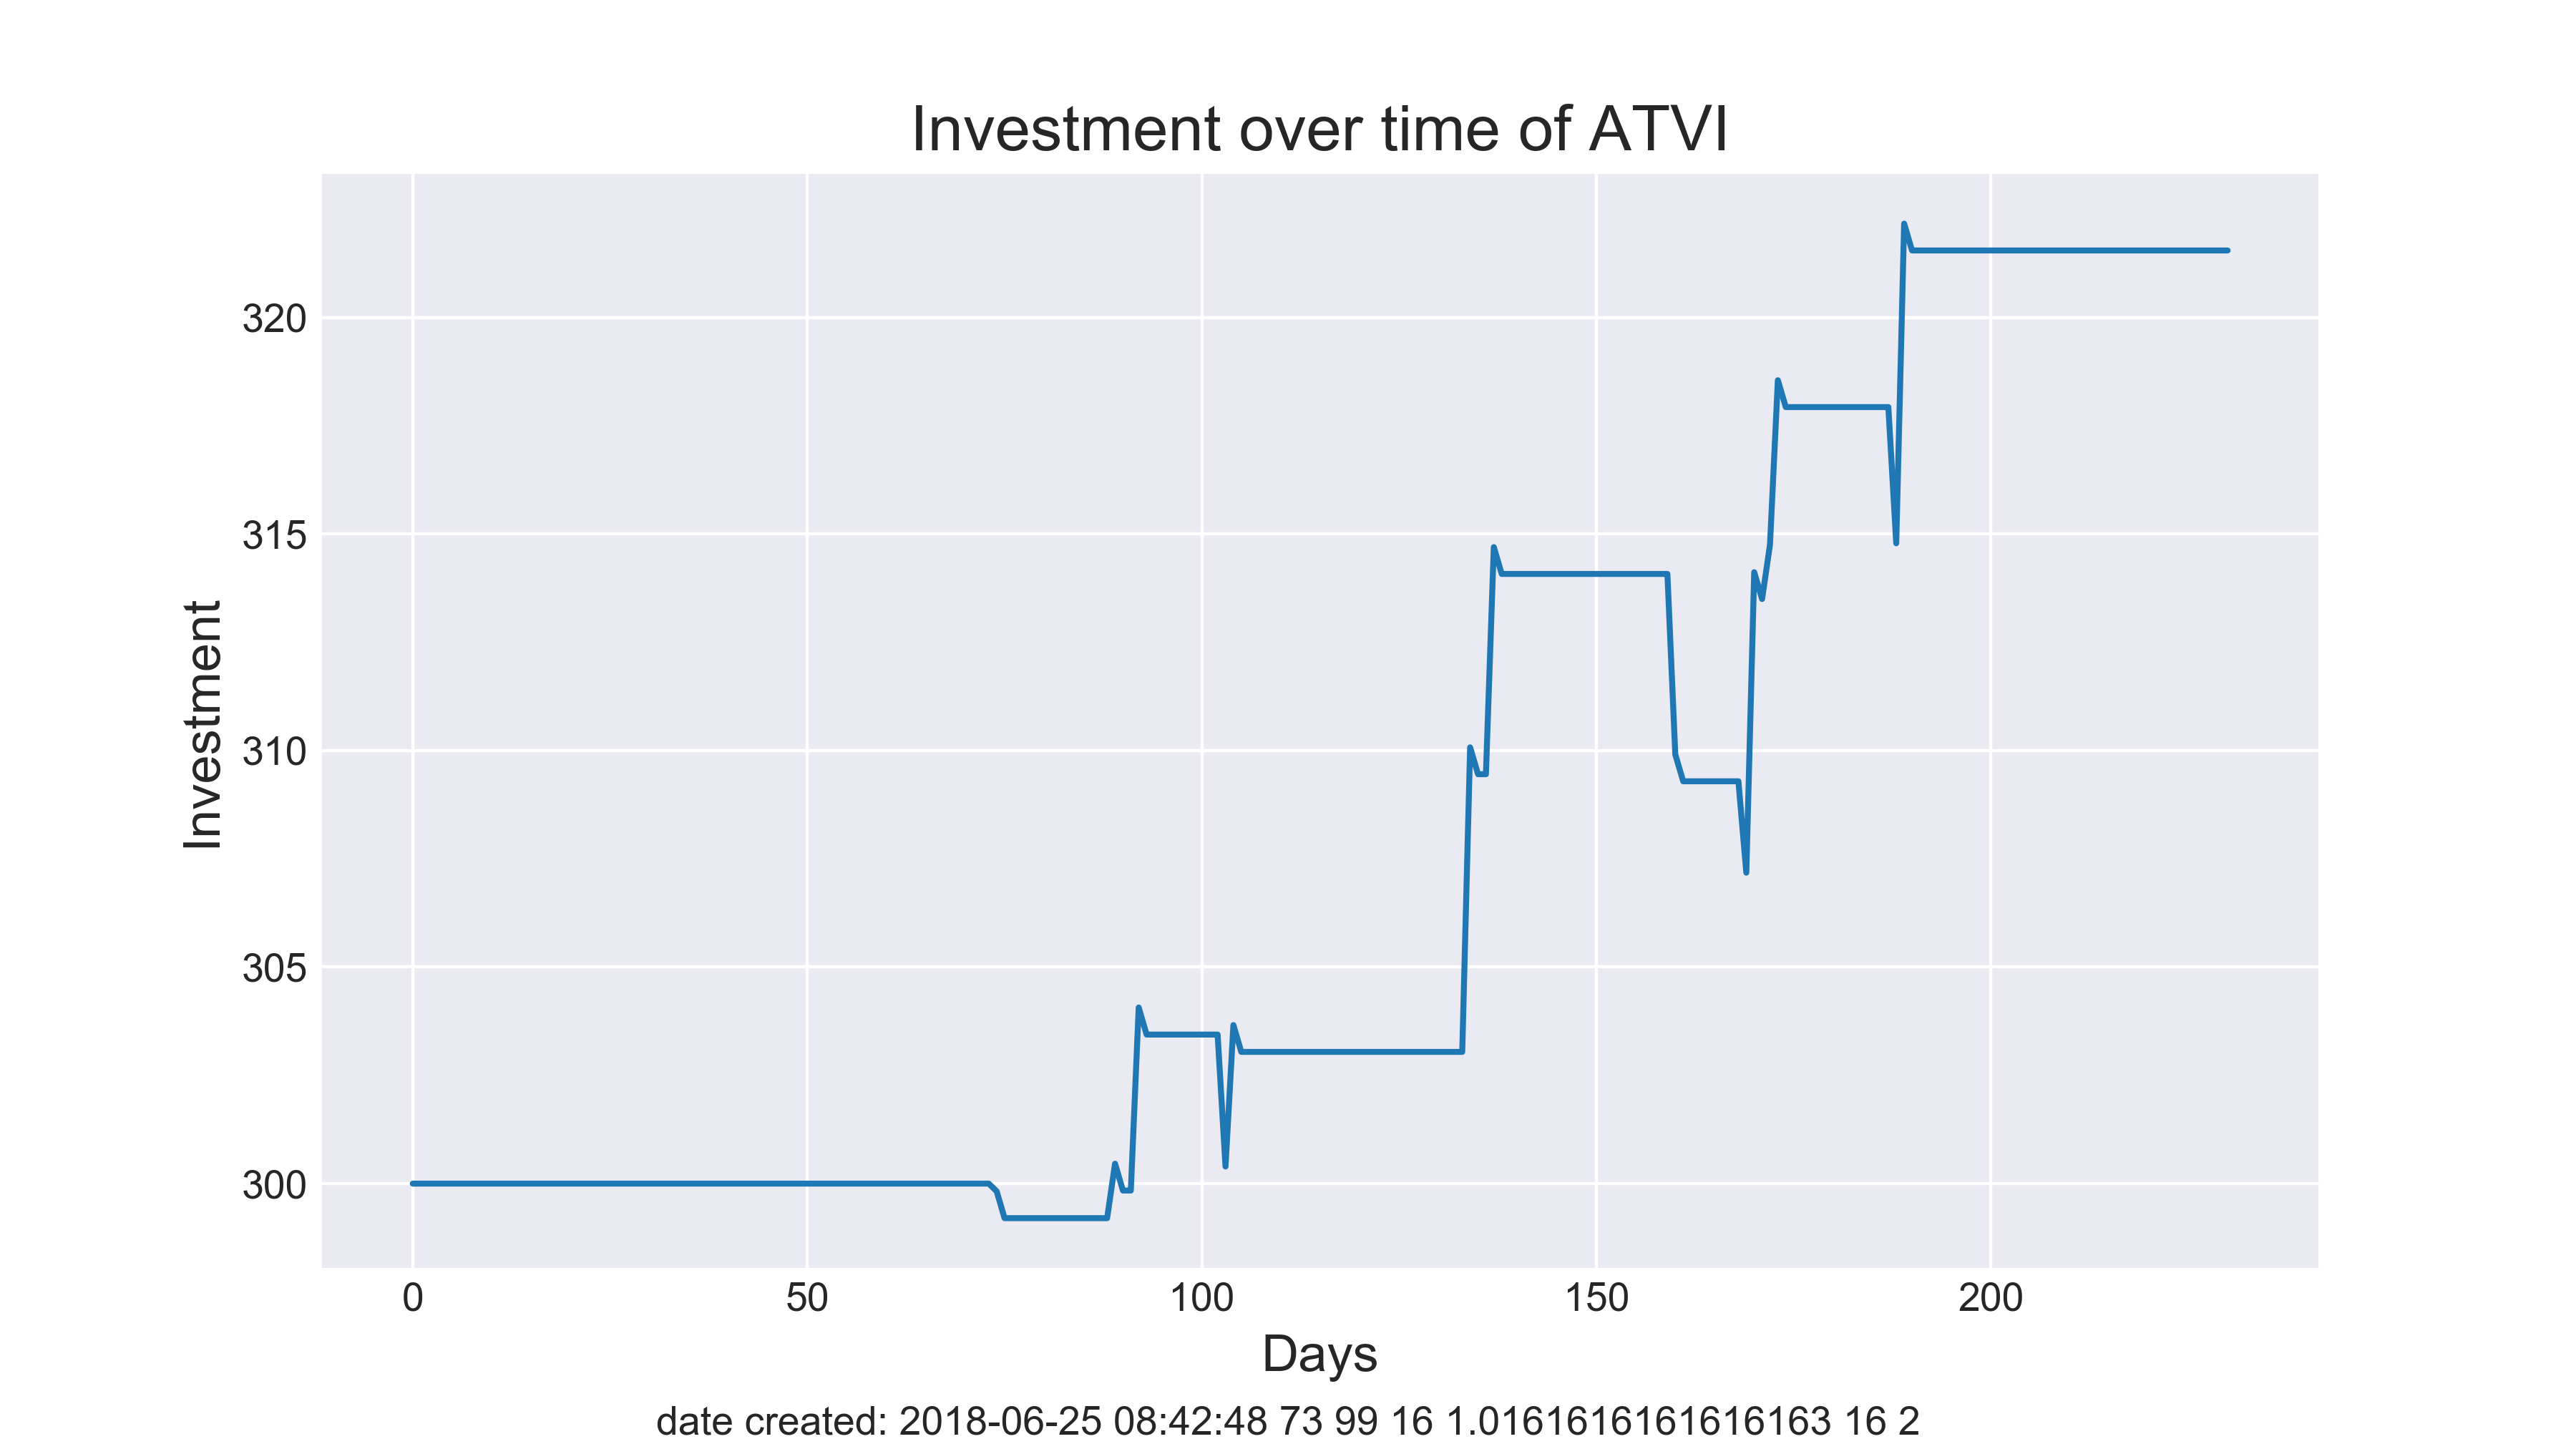 Investment over time of ATVI
Investment
320
315
310
305
300
0 50 100 150 200
Days
date created: 2018-06-25 08:42:48 73 99 16 1.0161616161616163 16 2